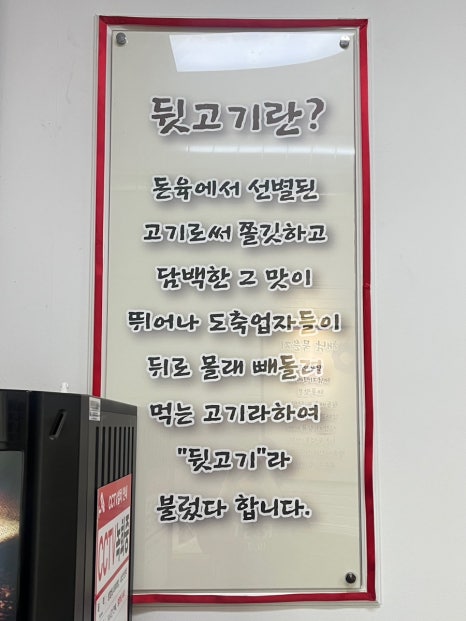 뒷고기란?
돈육에서 선별된
고기로써 쫄깃하고
담백한 그 맛이
뛰어나 도축업자들이
뒤로 몰래 빼돌려
먹는 고기라하여
"뒷고기"라
불렀다 합니다.
CCTV